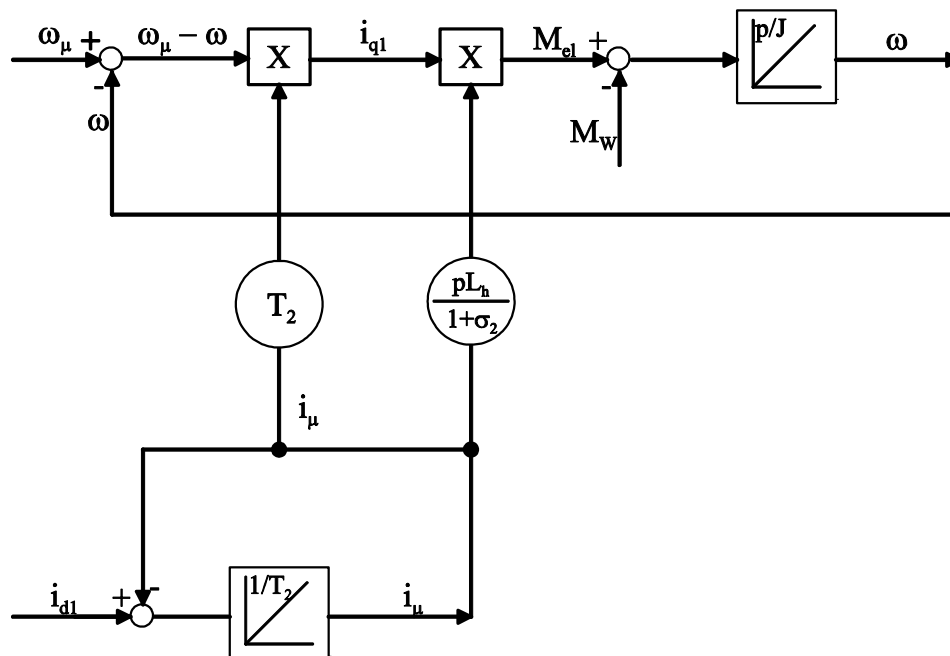 ω_μ + ω_μ − ω X i_q1 X M_el + p/J ω
- ω - M_W
T_2 pL_h
1+σ_2
i_μ
i_d1 + - 1/T_2 i_μ